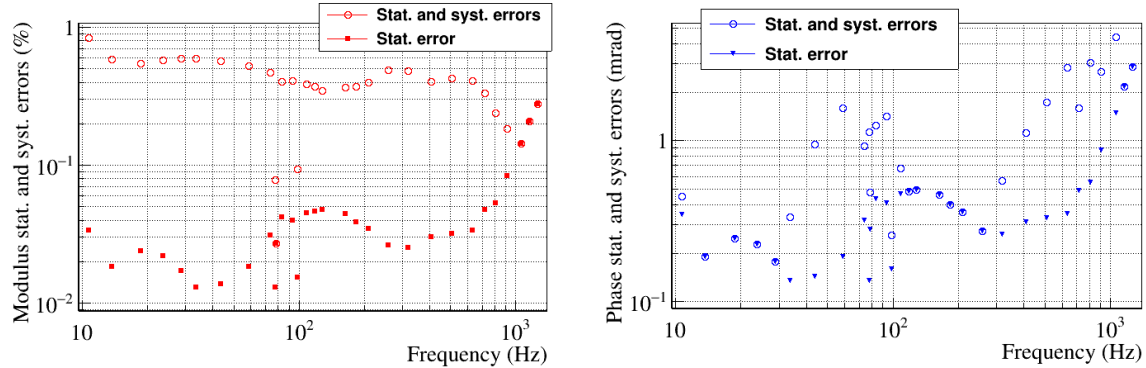 Modulus stat. and syst. errors (%)
Stat. and syst. errors
Stat. error
1
10⁻¹
10⁻²
10
10²
10³
Frequency (Hz)
Phase stat. and syst. errors (mrad)
Stat. and syst. errors
Stat. error
1
10⁻¹
10
10²
10³
Frequency (Hz)